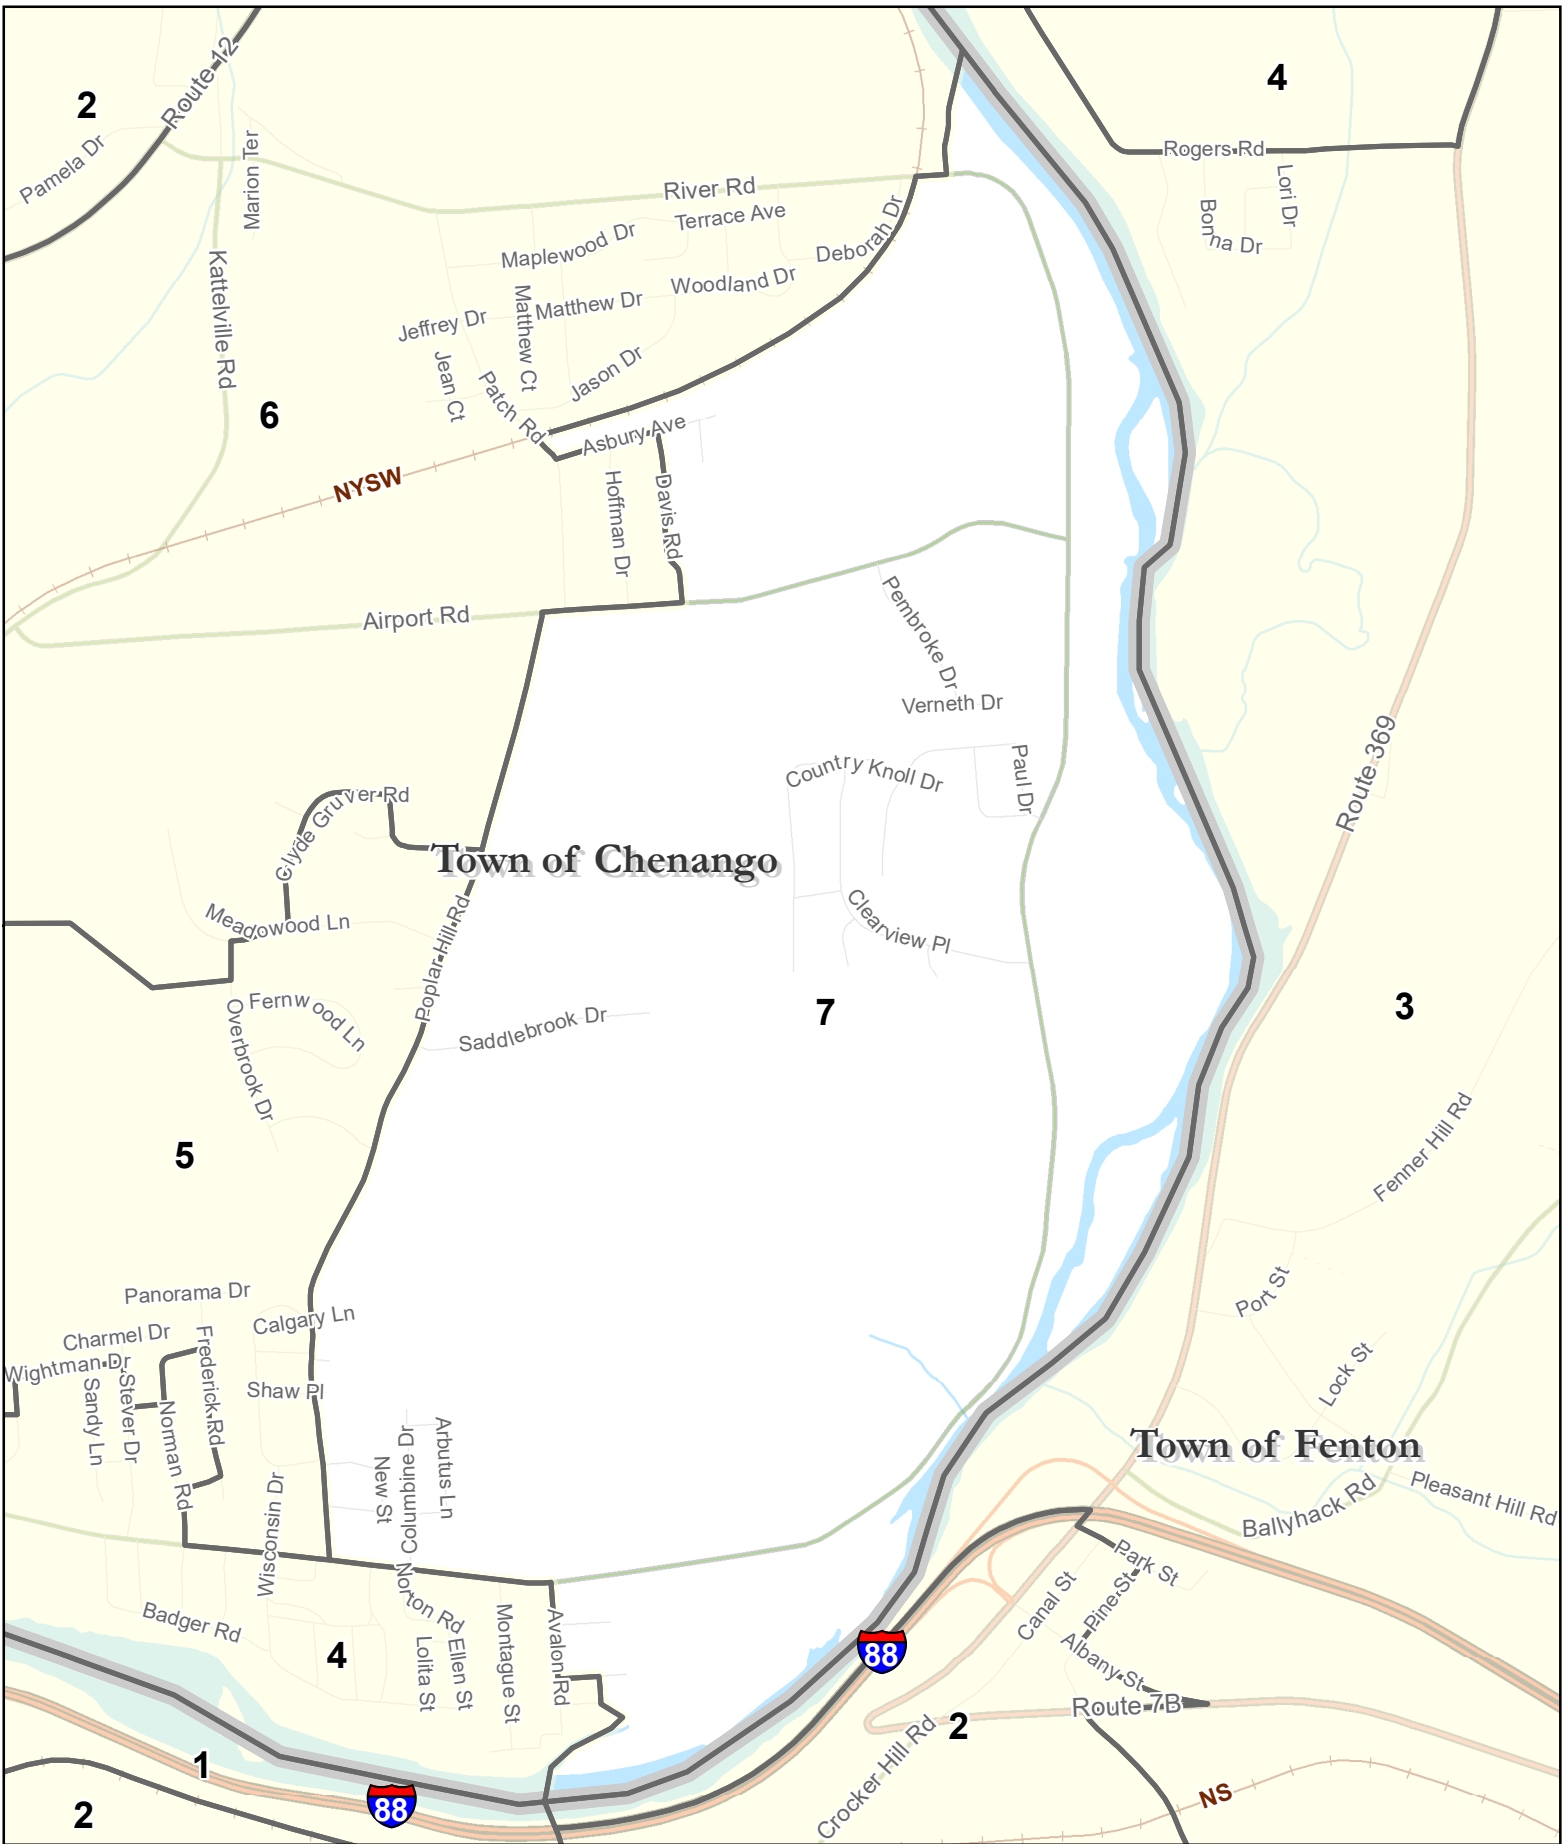 2
Route 12
4
Pamela Dr
Marion Ter
Rogers Rd
River Rd
Terrace Ave
Lori Dr
Bonna Dr
Maplewood Dr
Deborah Dr
Kattelville Rd
Woodland Dr
Matthew Dr
Matthew Ct
Jeffrey Dr
Jean Ct
Jason Dr
Patch Rd
6
Asbury Ave
NYSW
Hoffman Dr
Davis Rd
Airport Rd
Pembroke Dr
Verneth Dr
Country Knoll Dr
Paul Dr
Route 369
Clyde Gruver Rd
Town of Chenango
Meadowood Ln
Poplar Hill Rd
Clearview Pl
Fernwood Ln
Overbrook Dr
Saddlebrook Dr
7
3
5
Fenner Hill Rd
Panorama Dr
Calgary Ln
Charmel Dr
Frederick Rd
Wightman Dr
Port St
Lock St
Sandy Ln
Stever Dr
Shaw Pl
Norman Rd
New St
Columbine Dr
Arbutus Ln
Town of Fenton
Wisconsin Dr
Ballyhack Rd
Pleasant Hill Rd
Park St
Pine St
Canal St
Albany St
Badger Rd
Norton Rd
4
Lolita St
Ellen St
Montague St
Avalon Rd
88
Route 7B
2
Crocker Hill Rd
1
88
2
NS